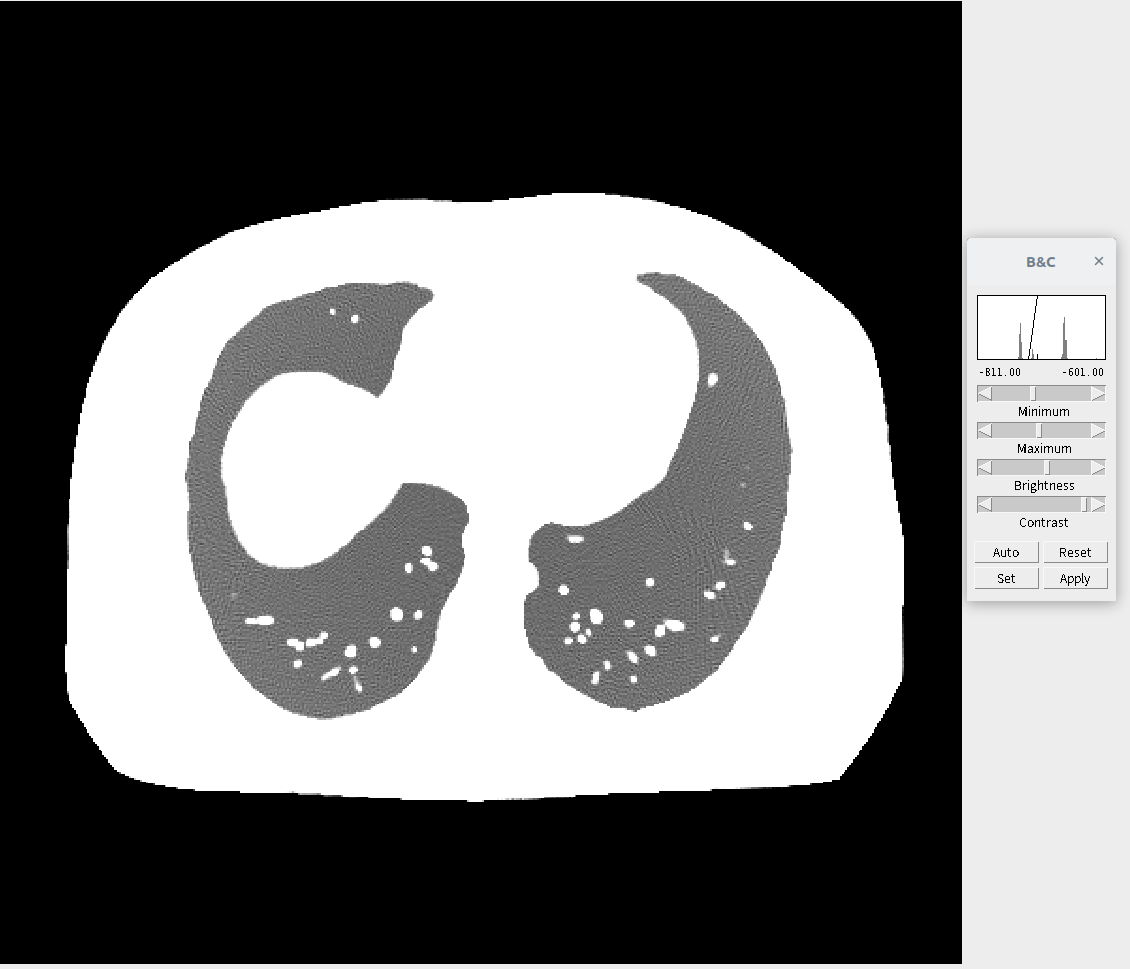 B&C
×
-811.00 -601.00
Minimum
Maximum
Brightness
Contrast
Auto Reset
Set Apply